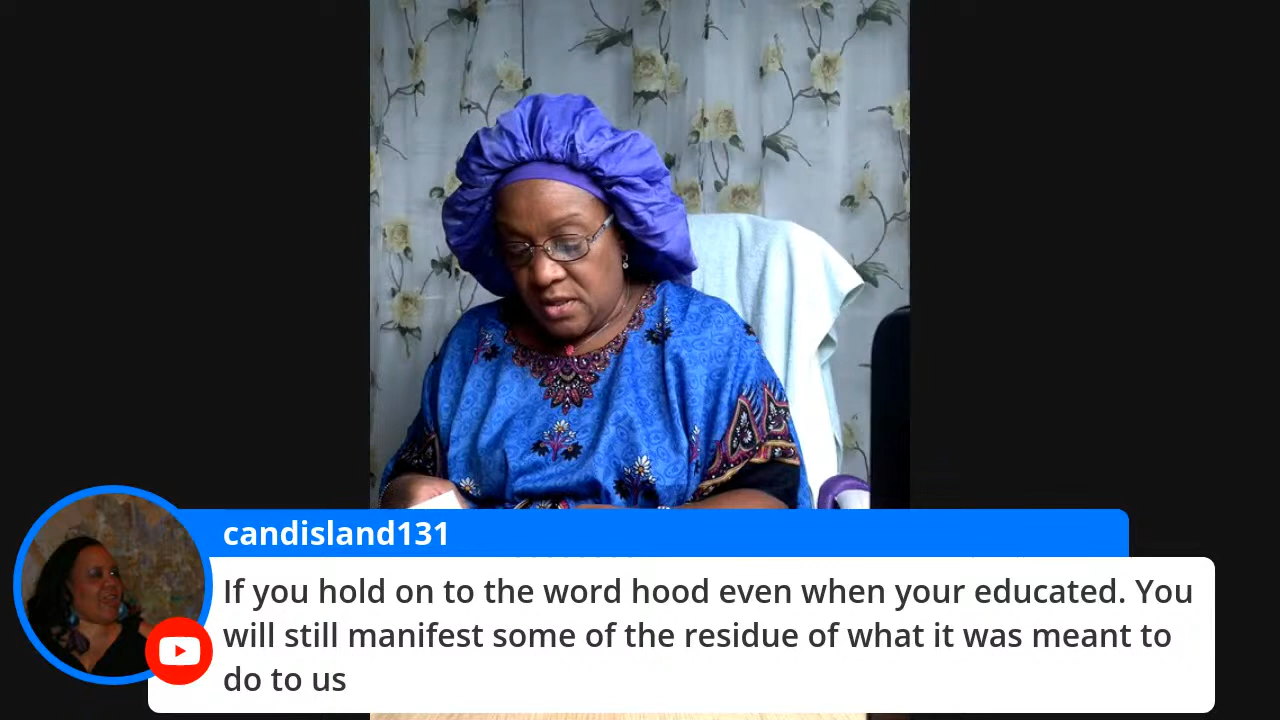 candisland131
If you hold on to the word hood even when your educated. You
will still manifest some of the residue of what it was meant to
do to us